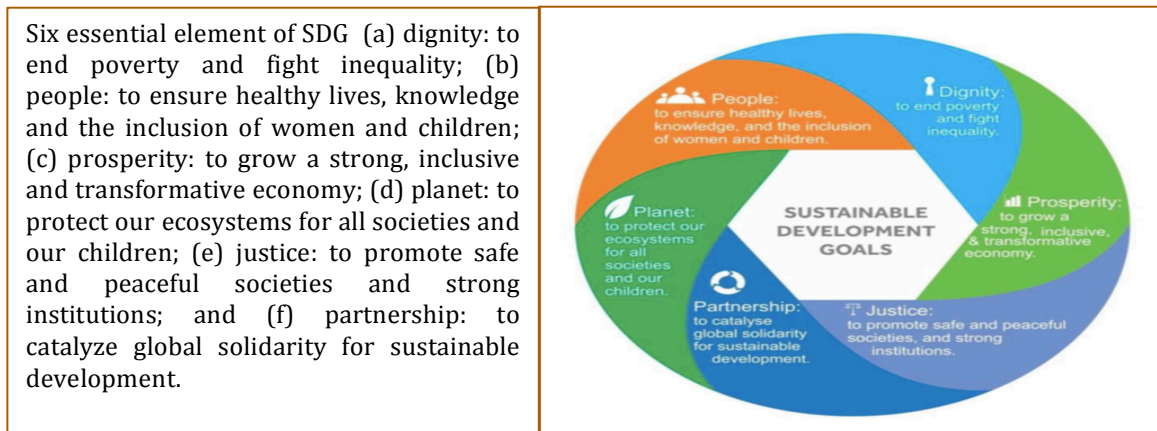 Six essential element of SDG (a) dignity: to
end poverty and fight inequality; (b)
people: to ensure healthy lives, knowledge
and the inclusion of women and children;
(c) prosperity: to grow a strong, inclusive
and transformative economy; (d) planet: to
protect our ecosystems for all societies and
our children; (e) justice: to promote safe
and peaceful societies and strong
institutions; and (f) partnership: to
catalyze global solidarity for sustainable
development.
People:
to ensure healthy lives,
knowledge, and the inclusion
of women and children.
Dignity:
to end poverty
and fight
inequality.
Prosperity:
to grow a
strong, inclusive,
& transformative
economy.
Justice:
to promote safe and peaceful
societies, and strong
institutions.
Partnership:
to catalyse
global solidarity
for sustainable
development.
Planet:
to protect our
ecosystems
for all
societies
and our
children.
SUSTAINABLE
DEVELOPMENT
GOALS